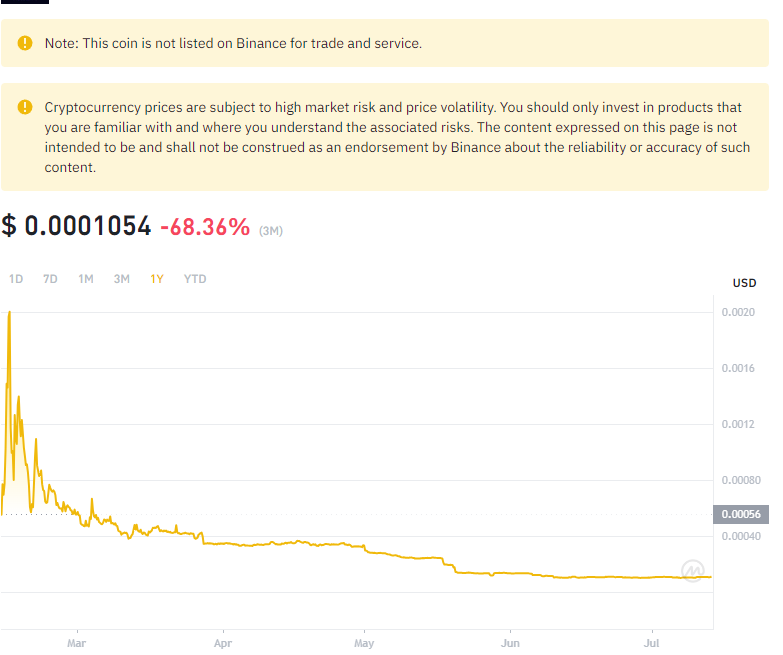 Note: This coin is not listed on Binance for trade and service.
Cryptocurrency prices are subject to high market risk and price volatility. You should only invest in products that
you are familiar with and where you understand the associated risks. The content expressed on this page is not
intended to be and shall not be construed as an endorsement by Binance about the reliability or accuracy of such
content.
$ 0.0001054 -68.36% (3M)
1D 7D 1M 3M 1Y YTD
USD
0.0020
0.0016
0.0012
0.00080
0.00056
0.00040
Mar Apr May Jun Jul